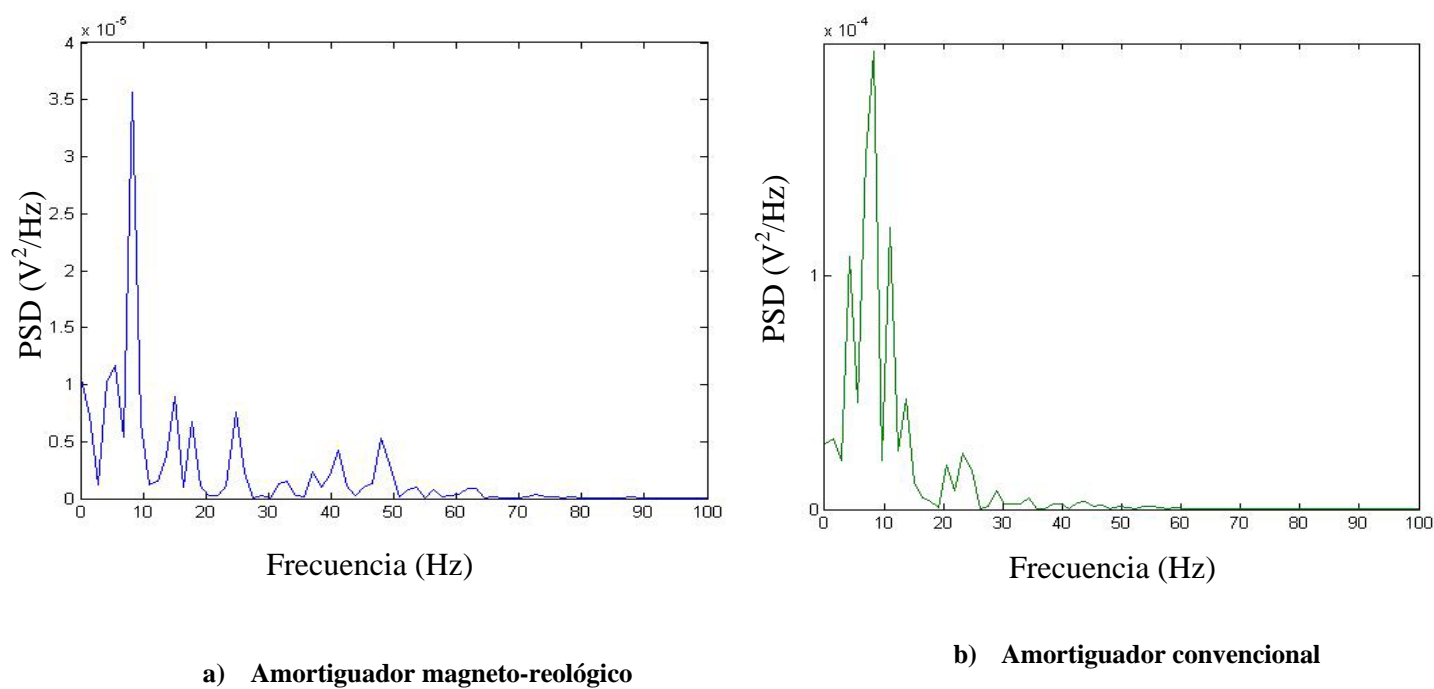 x 10⁻⁵
4
3.5
3
2.5
2
1.5
1
0.5
0
0 10 20 30 40 50 60 70 80 90 100
PSD (V²/Hz)
Frecuencia (Hz)
a) Amortiguador magneto-reológico
x 10⁻⁴
1
0
0 10 20 30 40 50 60 70 80 90 100
PSD (V²/Hz)
Frecuencia (Hz)
b) Amortiguador convencional